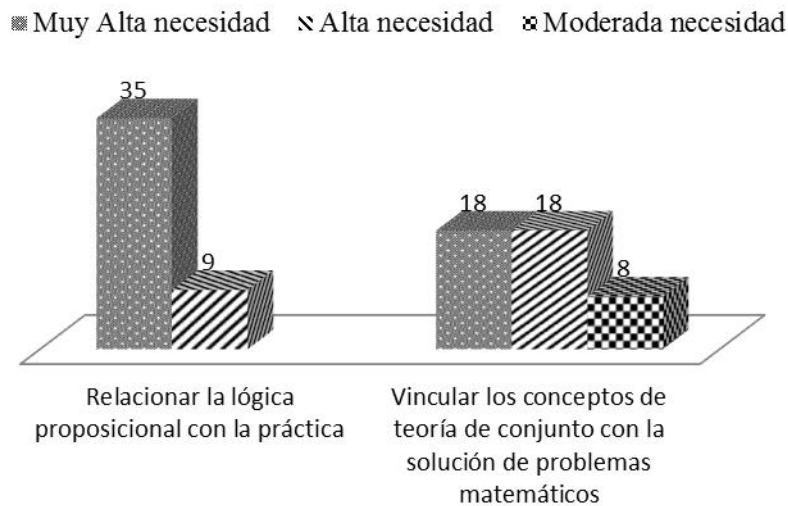 Muy Alta necesidad Alta necesidad Moderada necesidad
35
9
18
18
8
Relacionar la lógica
proposicional con la práctica
Vincular los conceptos de
teoría de conjunto con la
solución de problemas
matemáticos